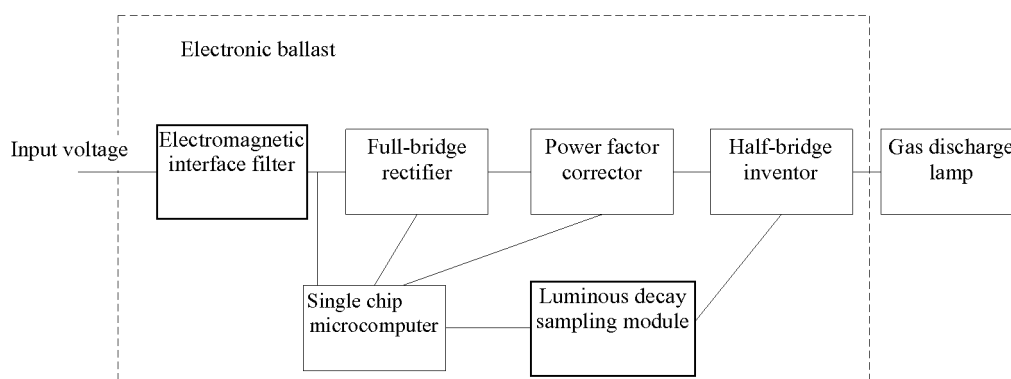 Electronic ballast
Input voltage
Electromagnetic
interface filter
Full-bridge
rectifier
Power factor
corrector
Half-bridge
inventor
Gas discharge
lamp
Single chip
microcomputer
Luminous decay
sampling module